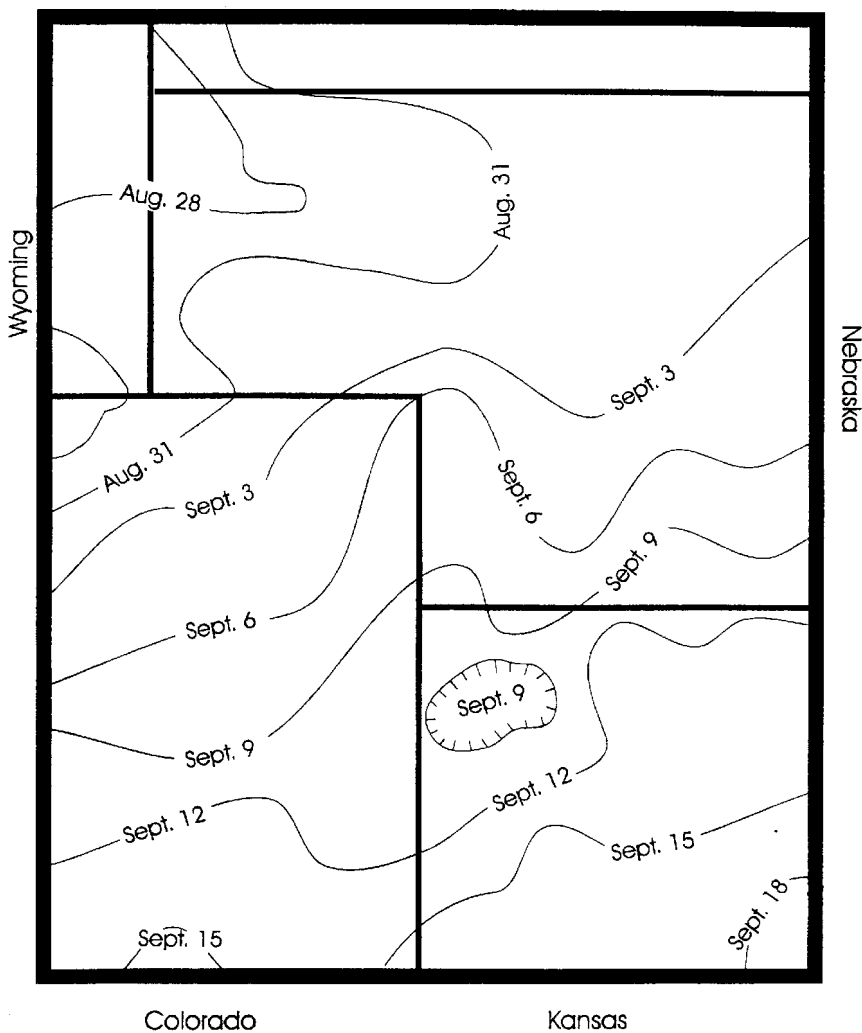 Aug. 28
Aug. 31
Wyoming
Nebraska
Sept. 3
Aug. 31
Sept. 3
Sept. 6
Sept. 9
Sept. 6
Sept. 9
Sept. 9
Sept. 12
Sept. 12
Sept. 15
Sept. 18
Sept. 15
Colorado
Kansas